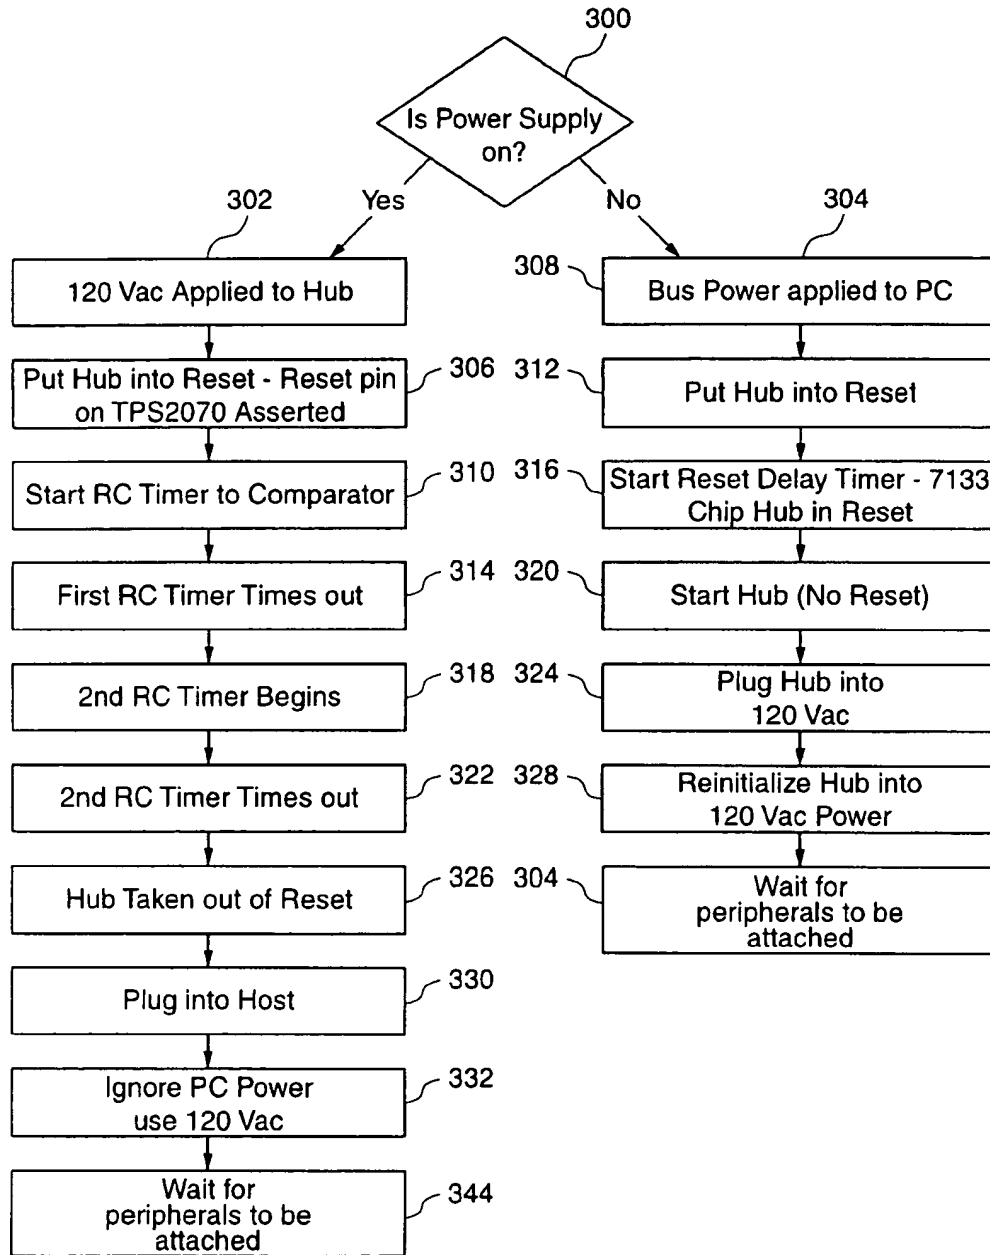 300
Is Power Supply
on?
Yes
No
302
120 Vac Applied to Hub
Put Hub into Reset - Reset pin
on TPS2070 Asserted
306
Start RC Timer to Comparator
310
First RC Timer Times out
314
2nd RC Timer Begins
318
2nd RC Timer Times out
322
Hub Taken out of Reset
326
Plug into Host
330
Ignore PC Power
use 120 Vac
332
Wait for
peripherals to be
attached
344
304
308
Bus Power applied to PC
312
Put Hub into Reset
316
Start Reset Delay Timer - 7133
Chip Hub in Reset
320
Start Hub (No Reset)
324
Plug Hub into
120 Vac
328
Reinitialize Hub into
120 Vac Power
304
Wait for
peripherals to be
attached